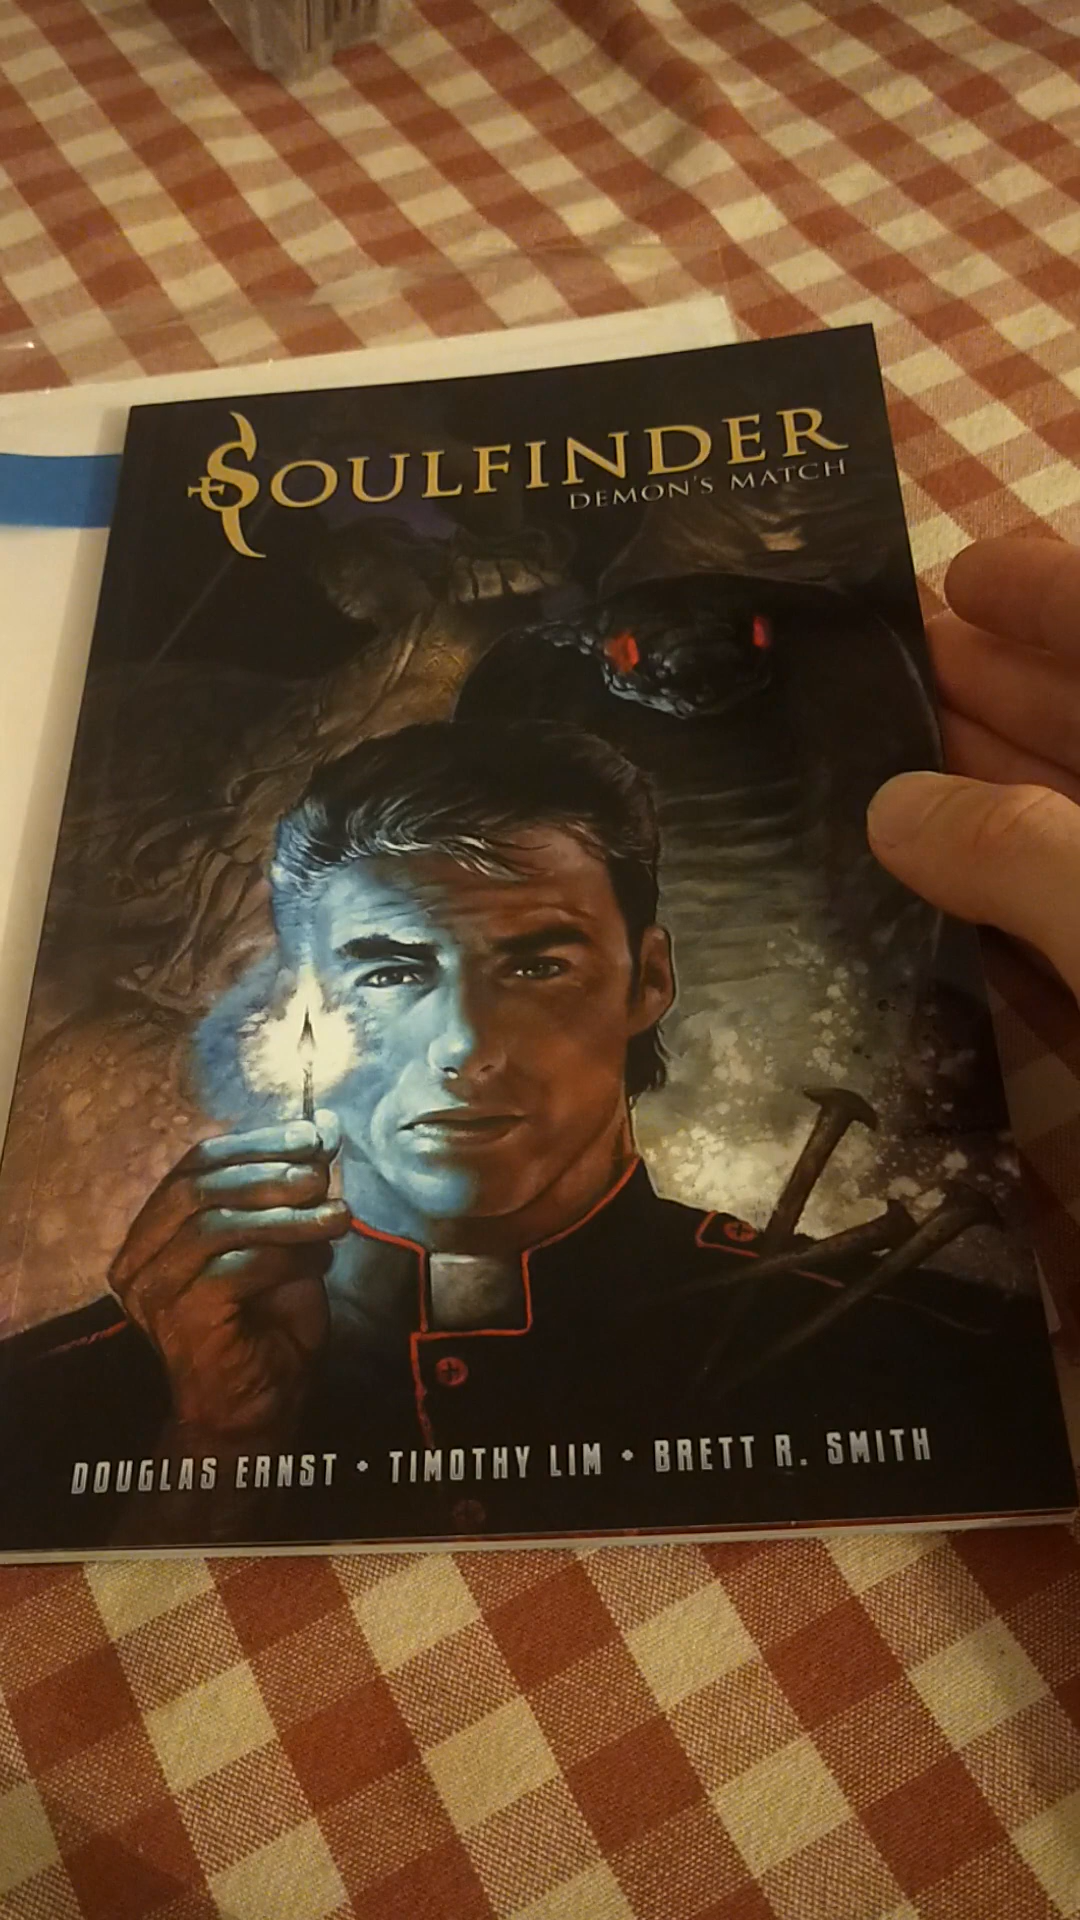 SOULFINDER
DEMON'S MATCH
DOUGLAS ERNST • TIMOTHY LIM • BRETT R. SMITH